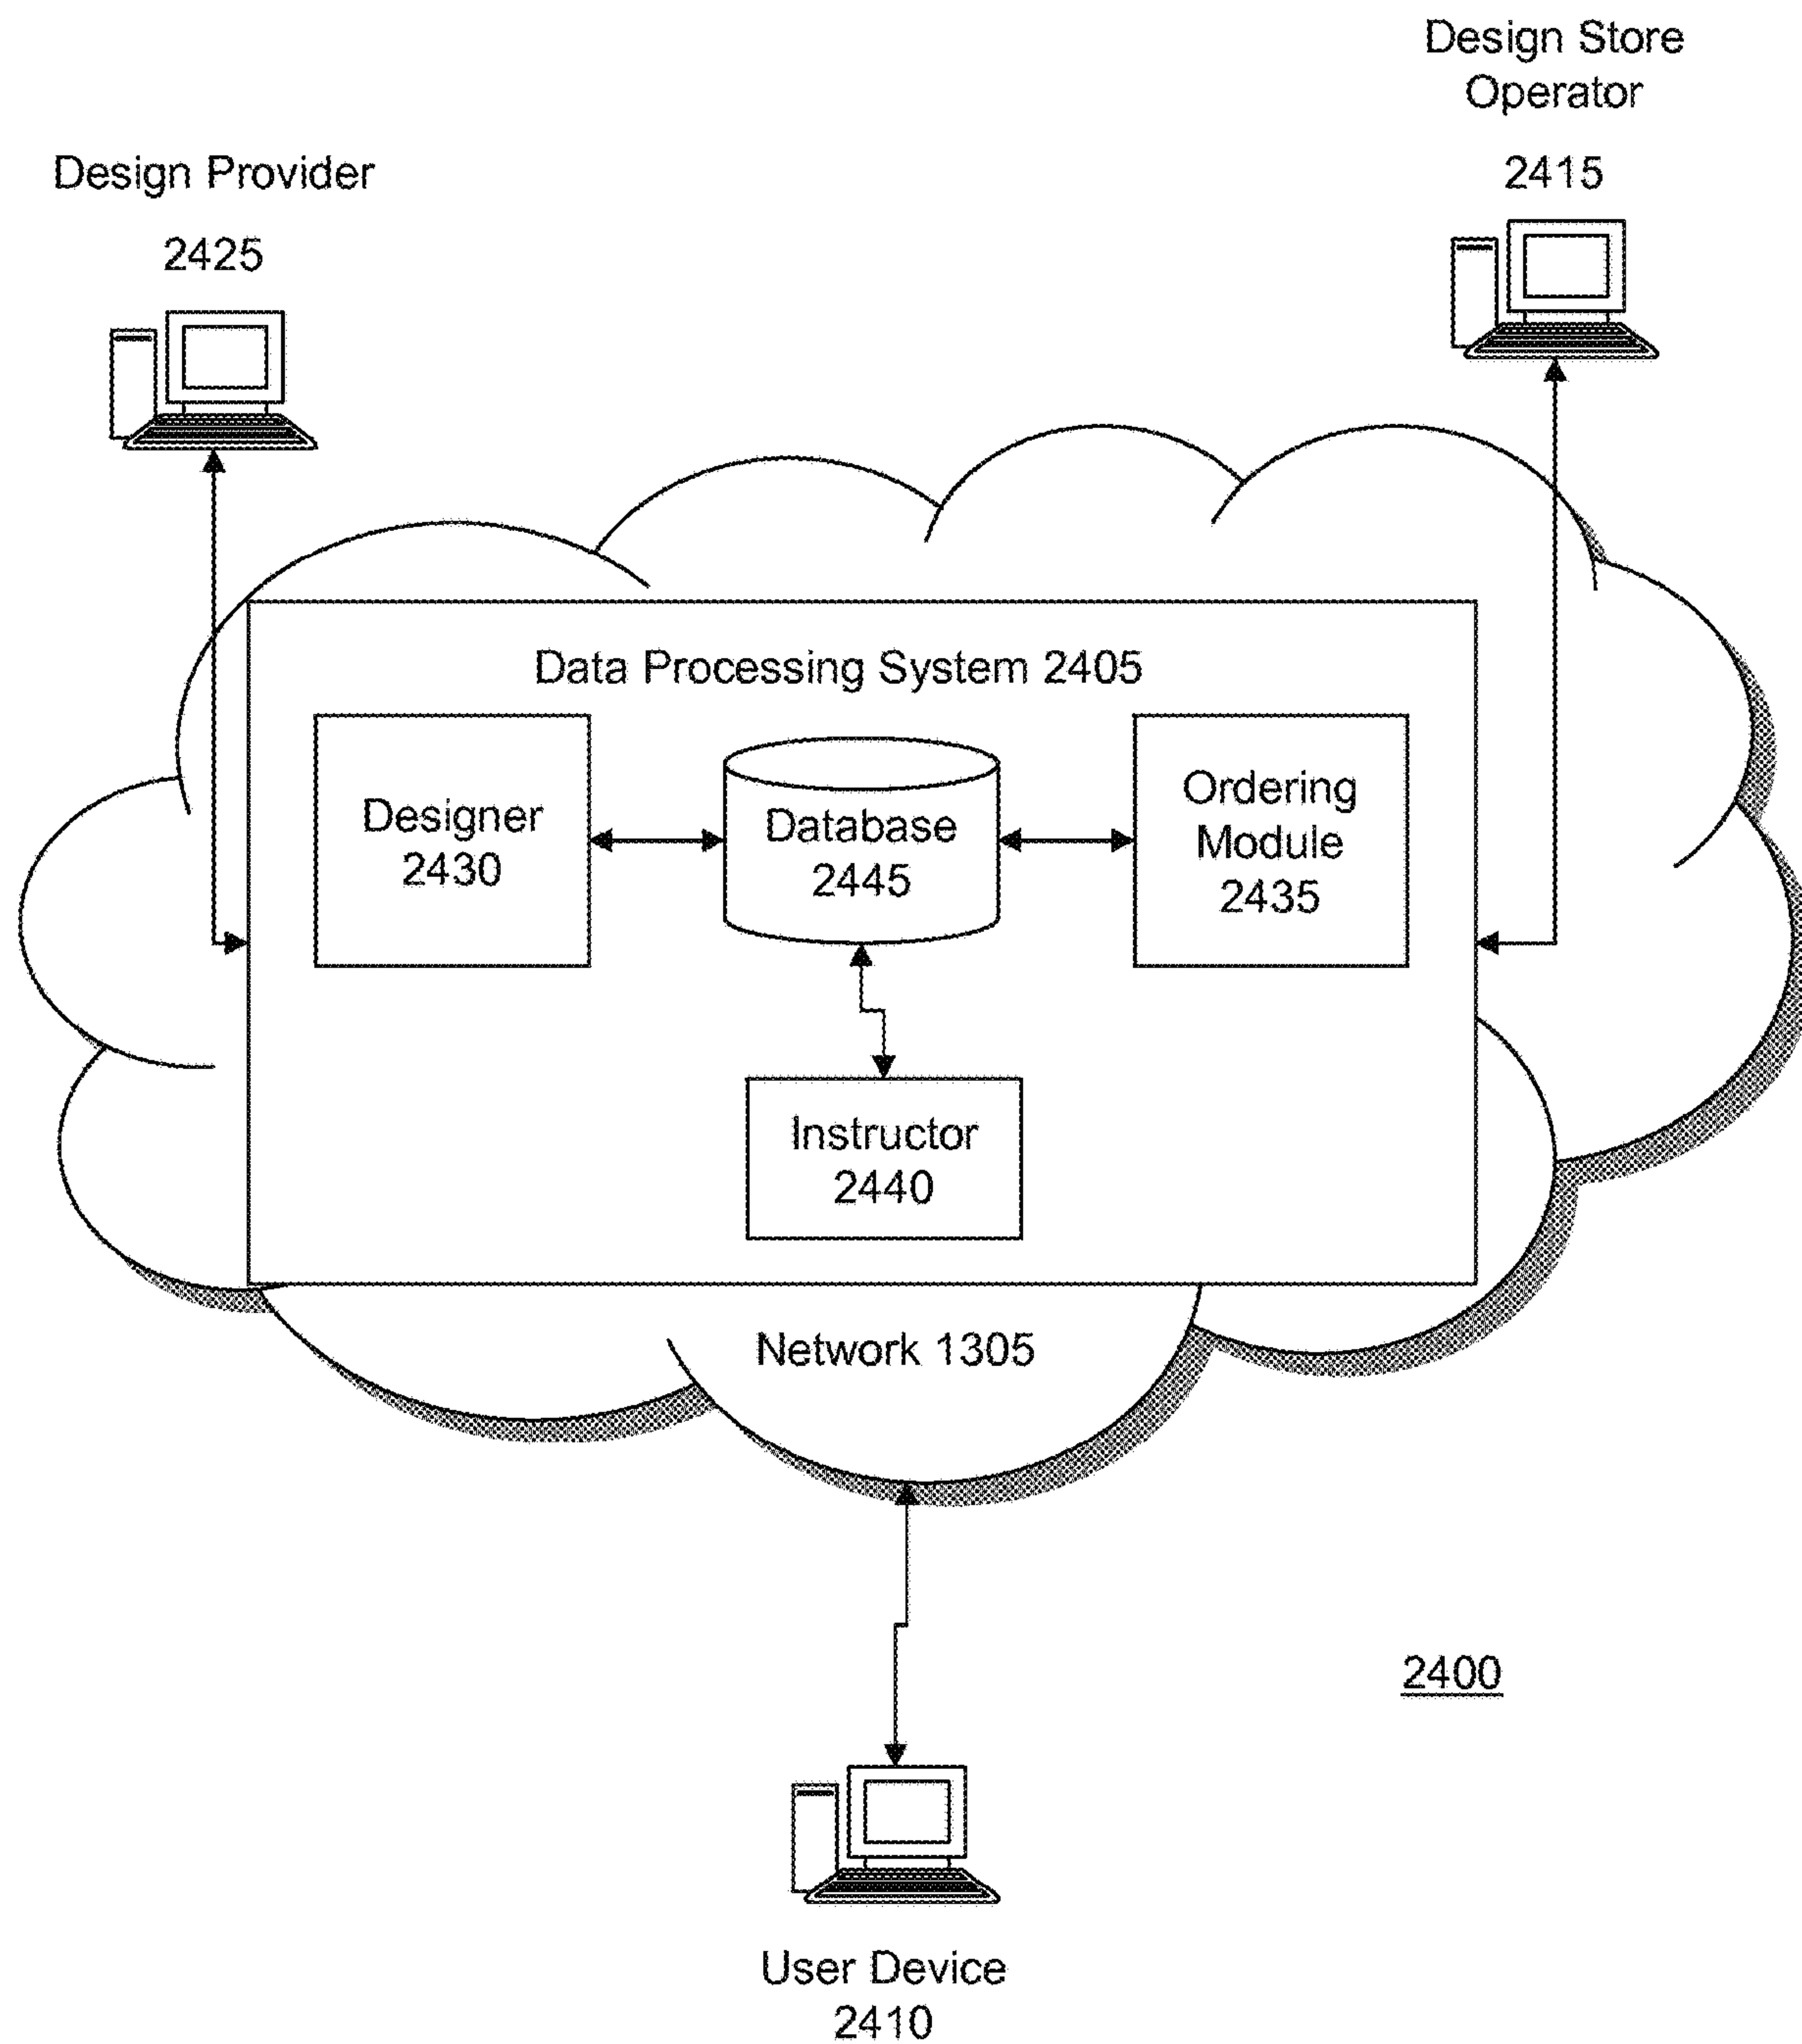 Design Store
Operator
2415
Design Provider
2425
Data Processing System 2405
Designer
2430
Database
2445
Ordering
Module
2435
Instructor
2440
Network 1305
2400
User Device
2410